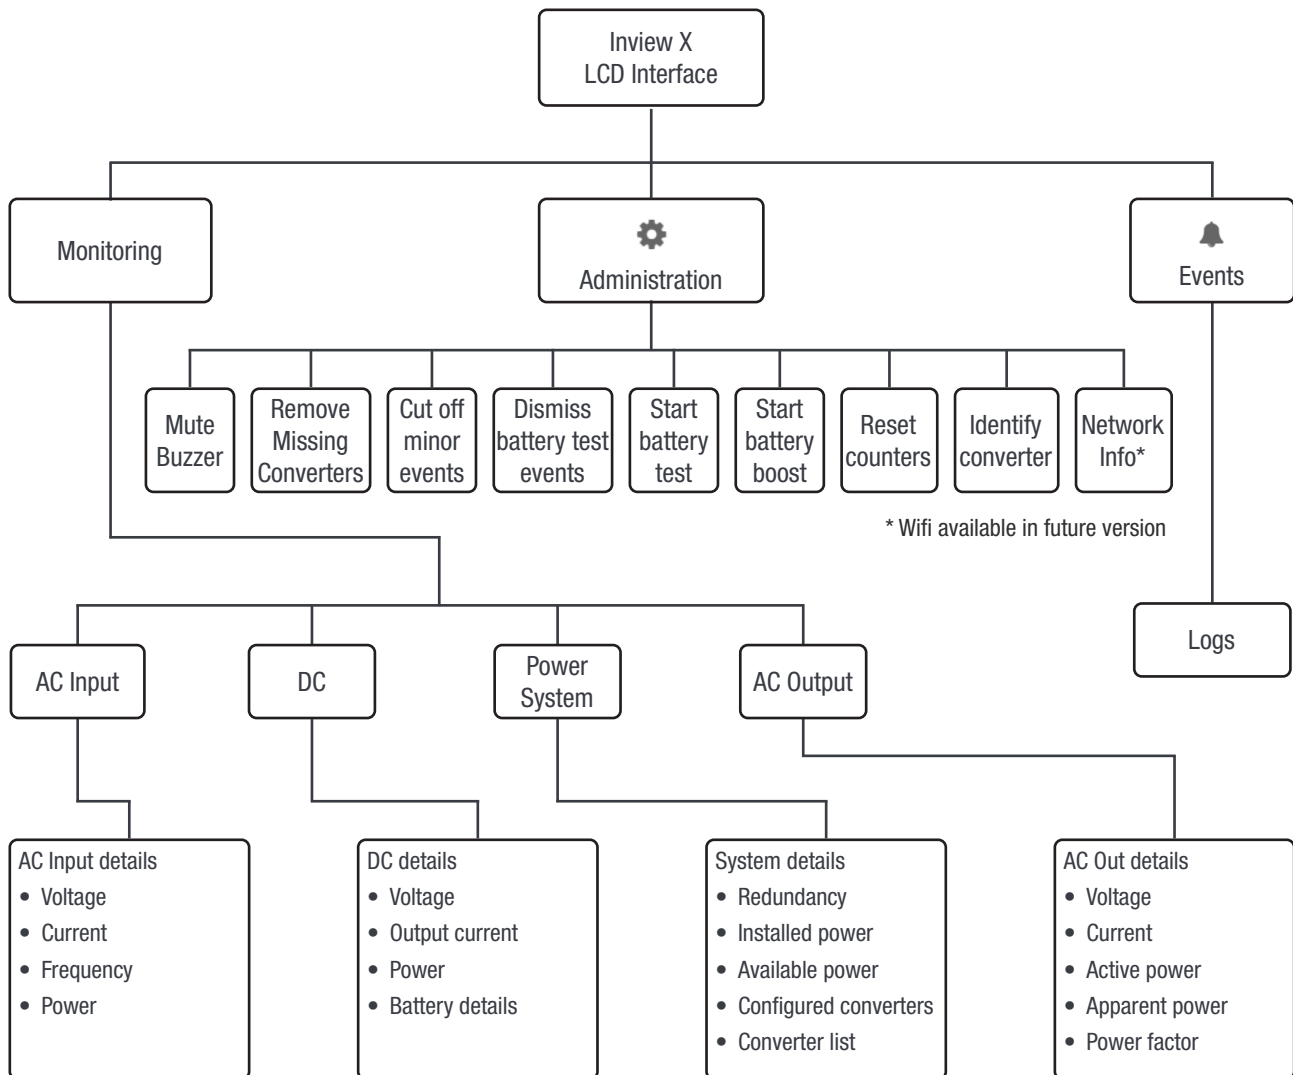 Inview X
LCD Interface
Monitoring
Administration
Events
Mute
Buzzer
Remove
Missing
Converters
Cut off
minor
events
Dismiss
battery test
events
Start
battery
test
Start
battery
boost
Reset
counters
Identify
converter
Network
Info*
* Wifi available in future version
Logs
AC Input
DC
Power
System
AC Output
AC Input details
• Voltage
• Current
• Frequency
• Power
DC details
• Voltage
• Output current
• Power
• Battery details
System details
• Redundancy
• Installed power
• Available power
• Configured converters
• Converter list
AC Out details
• Voltage
• Current
• Active power
• Apparent power
• Power factor